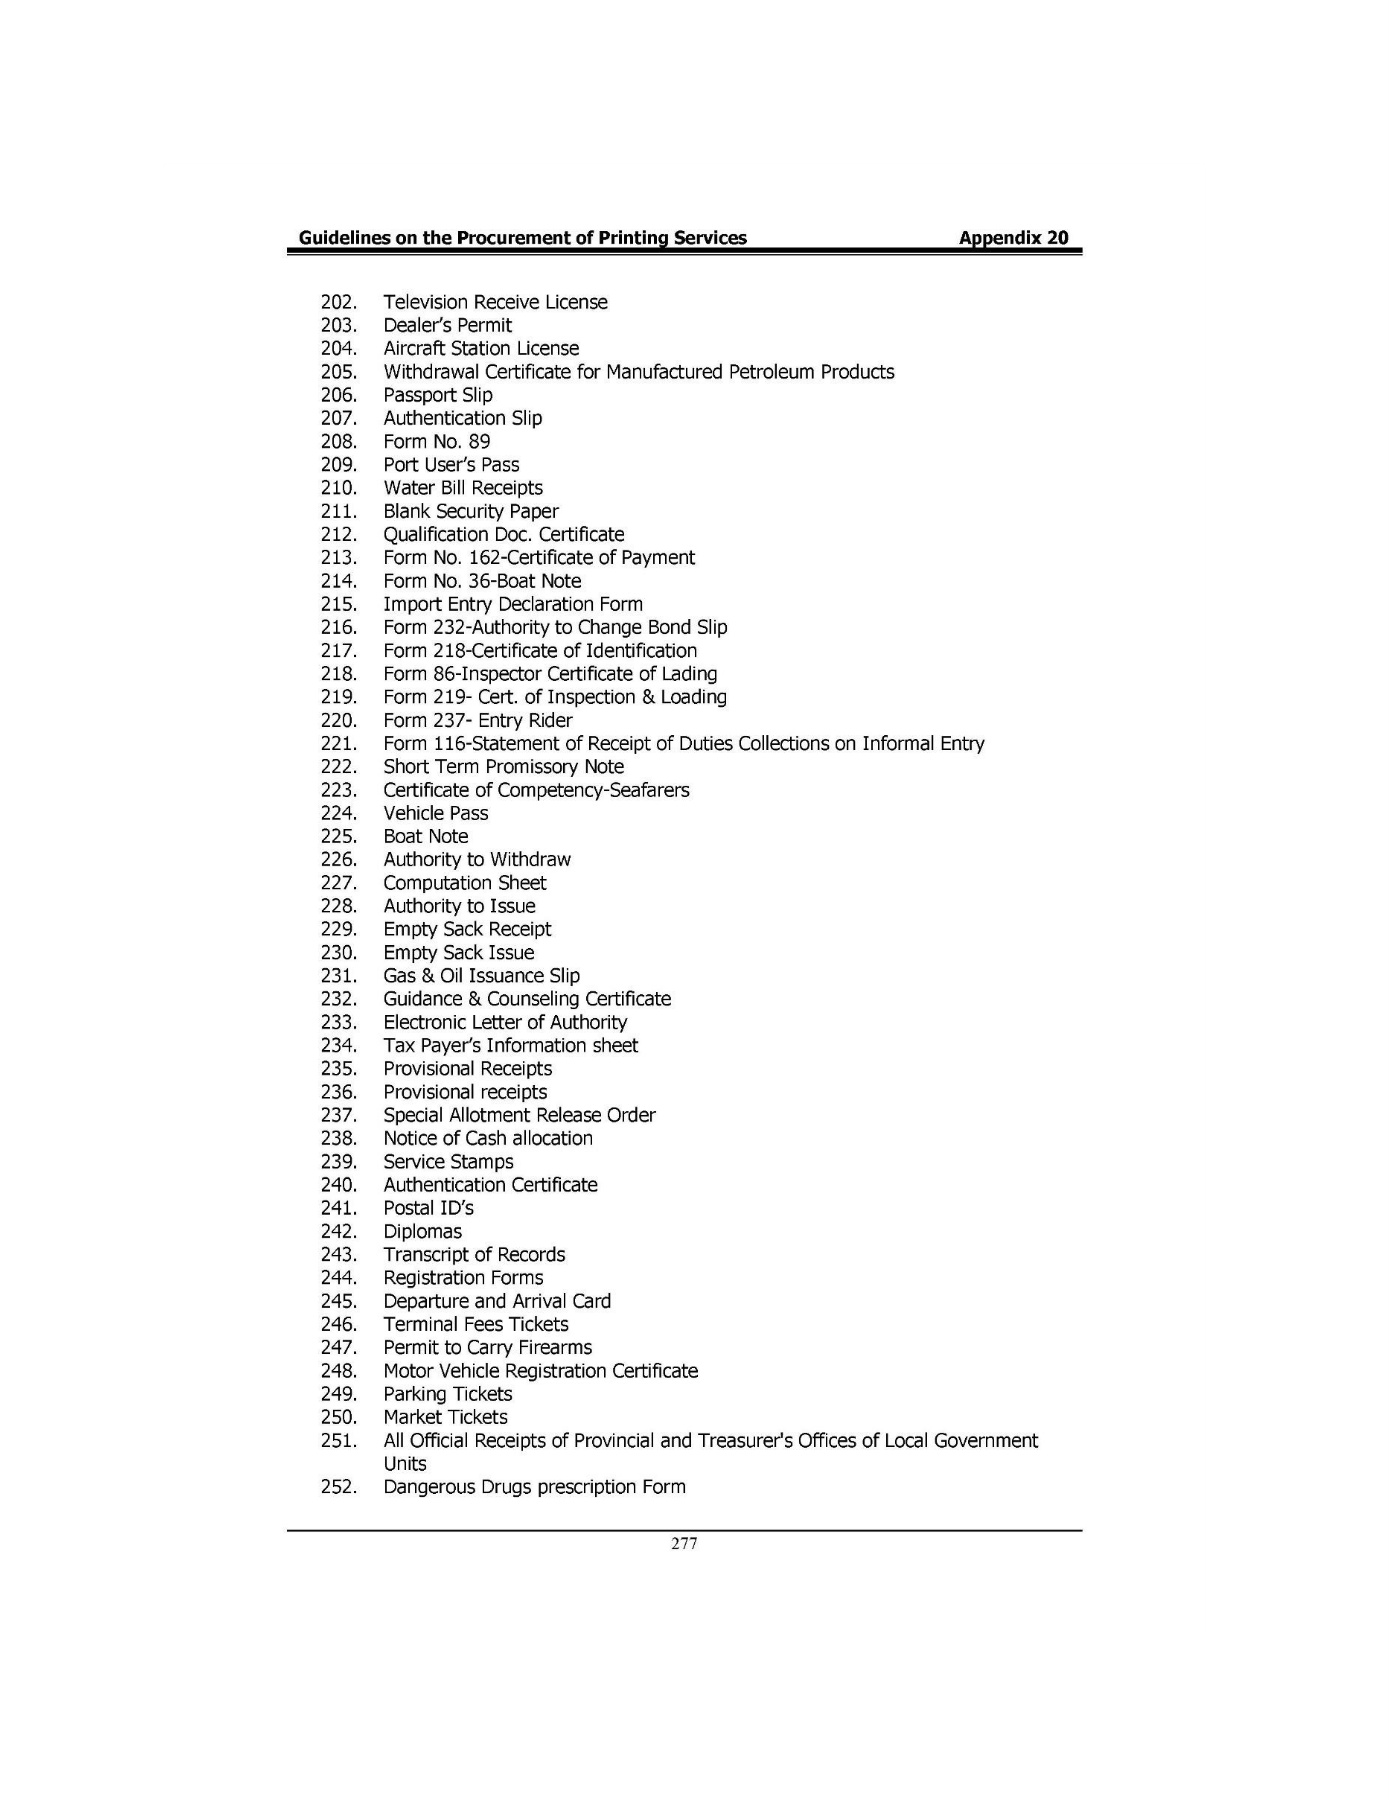 Guidelines on the Procurement of Printing Services Appendix 20
202. Television Receive License
203. Dealer’s Permit
204. Aircraft Station License
205. Withdrawal Certificate for Manufactured Petroleum Products
206. Passport Slip
207. Authentication Slip
208. Form No. 89
209. Port User’s Pass
210. Water Bill Receipts
211. Blank Security Paper
212. Qualification Doc. Certificate
213. Form No. 162-Certificate of Payment
214. Form No. 36-Boat Note
215. Import Entry Declaration Form
216. Form 232-Authority to Change Bond Slip
217. Form 218-Certificate of Identification
218. Form 86-Inspector Certificate of Lading
219. Form 219- Cert. of Inspection & Loading
220. Form 237- Entry Rider
221. Form 116-Statement of Receipt of Duties Collections on Informal Entry
222. Short Term Promissory Note
223. Certificate of Competency-Seafarers
224. Vehicle Pass
225. Boat Note
226. Authority to Withdraw
227. Computation Sheet
228. Authority to Issue
229. Empty Sack Receipt
230. Empty Sack Issue
231. Gas & Oil Issuance Slip
232. Guidance & Counseling Certificate
233. Electronic Letter of Authority
234. Tax Payer’s Information sheet
235. Provisional Receipts
236. Provisional receipts
237. Special Allotment Release Order
238. Notice of Cash allocation
239. Service Stamps
240. Authentication Certificate
241. Postal ID’s
242. Diplomas
243. Transcript of Records
244. Registration Forms
245. Departure and Arrival Card
246. Terminal Fees Tickets
247. Permit to Carry Firearms
248. Motor Vehicle Registration Certificate
249. Parking Tickets
250. Market Tickets
251. All Official Receipts of Provincial and Treasurer's Offices of Local Government
Units
252. Dangerous Drugs prescription Form
277